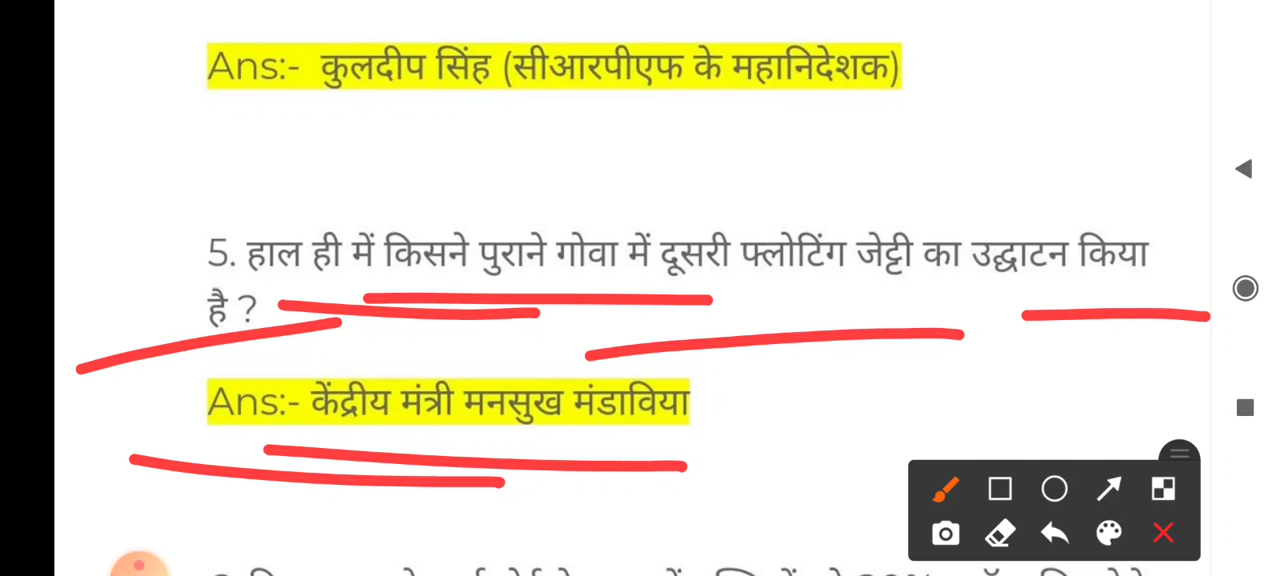 Ans:- कुलदीप सिंह (सीआरपीएफ के महानिदेशक)
5. हाल ही में किसने पुराने गोवा में दूसरी फ्लोटिंग जेट्टी का उद्घाटन किया
है ?
Ans:- केंद्रीय मंत्री मनसुख मंडाविया